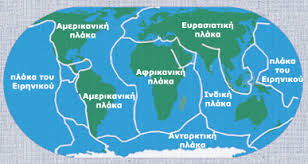 Αμερικανική
πλάκα
Ευρασιατική
πλάκα
πλάκα του
Ειρηνικού
Αφρικανική
πλάκα
πλάκα
του
Ειρηνικού
Αμερικανική
πλάκα
Ινδική
πλάκα
Ανταρκτική
πλάκα